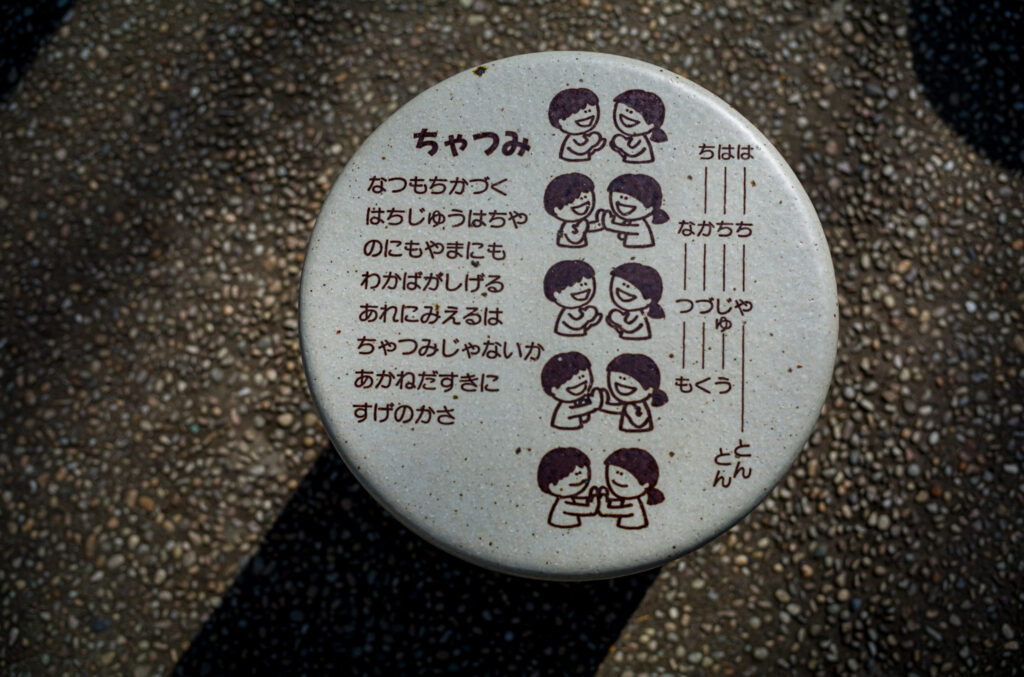 ちゃつみ
なつもちかづく
はちじゅうはちや
のにもやまにも
わかばがしげる
あれにみえるは
ちゃつみじゃないか
あかねだすきに
すげのかさ
なつも
ちかづく
はちじゅう
はちや
とん
とん